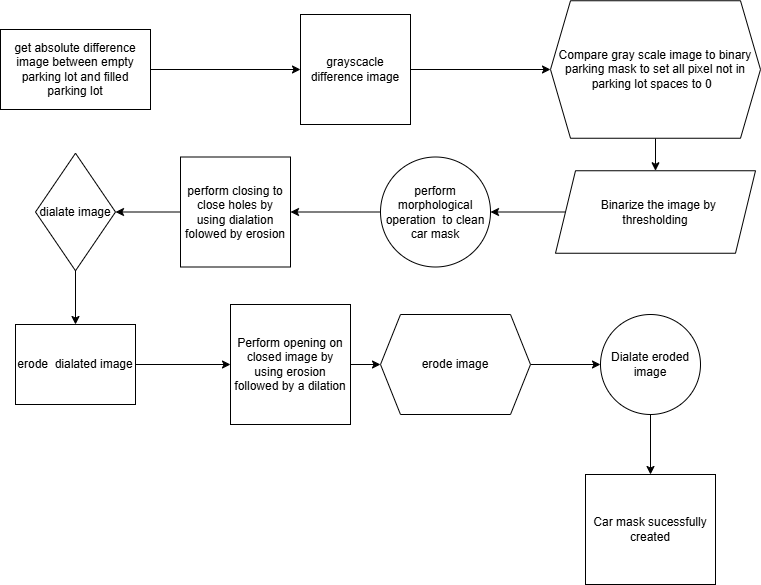 get absolute difference
image between empty
parking lot and filled
parking lot
grayscacle
difference image
Compare gray scale image to binary
parking mask to set all pixel not in
parking lot spaces to 0
Binarize the image by
thresholding
perform
morphological
operation to clean
car mask
perform closing to
close holes by
using dialation
followed by erosion
dialate image
erode dialated image
Perform opening on
closed image by
using erosion
followed by a dilation
erode image
Dialate eroded
image
Car mask sucessfully
created